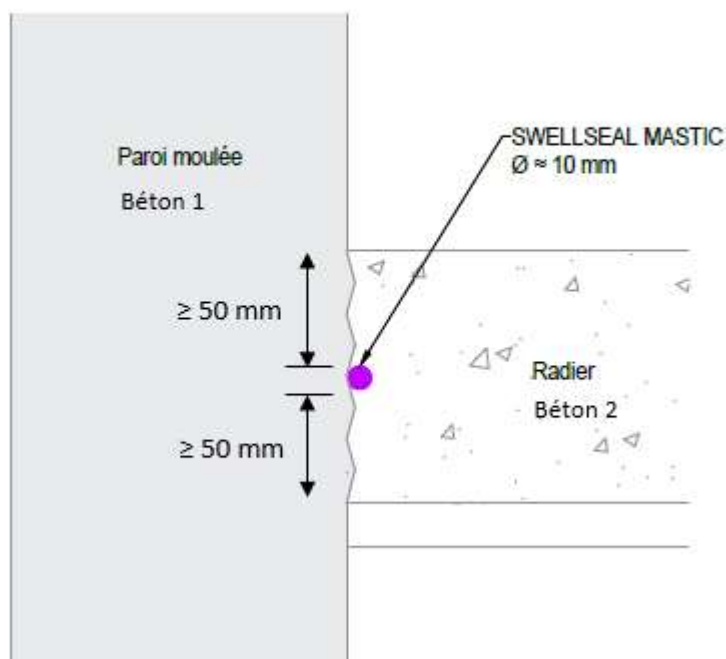 SWELLSEAL MASTIC
Ø ≈ 10 mm
Paroi moulée
Béton 1
≥ 50 mm
Radier
Béton 2
≥ 50 mm